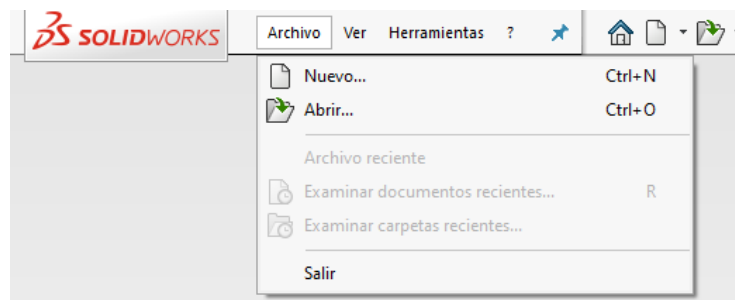 SOLIDWORKS Archivo Ver Herramientas ?
Nuevo... Ctrl+N
Abrir... Ctrl+O
Archivo reciente
Examinar documentos recientes... R
Examinar carpetas recientes...
Salir